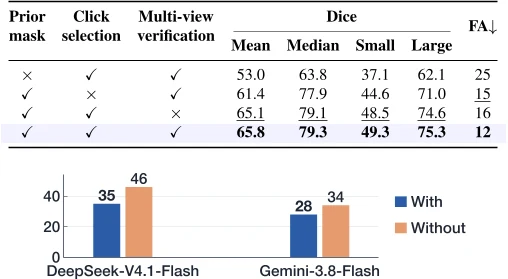 Prior mask Click selection Multi-view verification Dice FA↓
Mean Median Small Large
× ✓ ✓ 53.0 63.8 37.1 62.1 25
✓ × ✓ 61.4 77.9 44.6 71.0 15
✓ ✓ × 65.1 79.1 48.5 74.6 16
✓ ✓ ✓ 65.8 79.3 49.3 75.3 12
46
35
34
28
40
20
0
With
Without
DeepSeek-V4.1-Flash Gemini-3.8-Flash